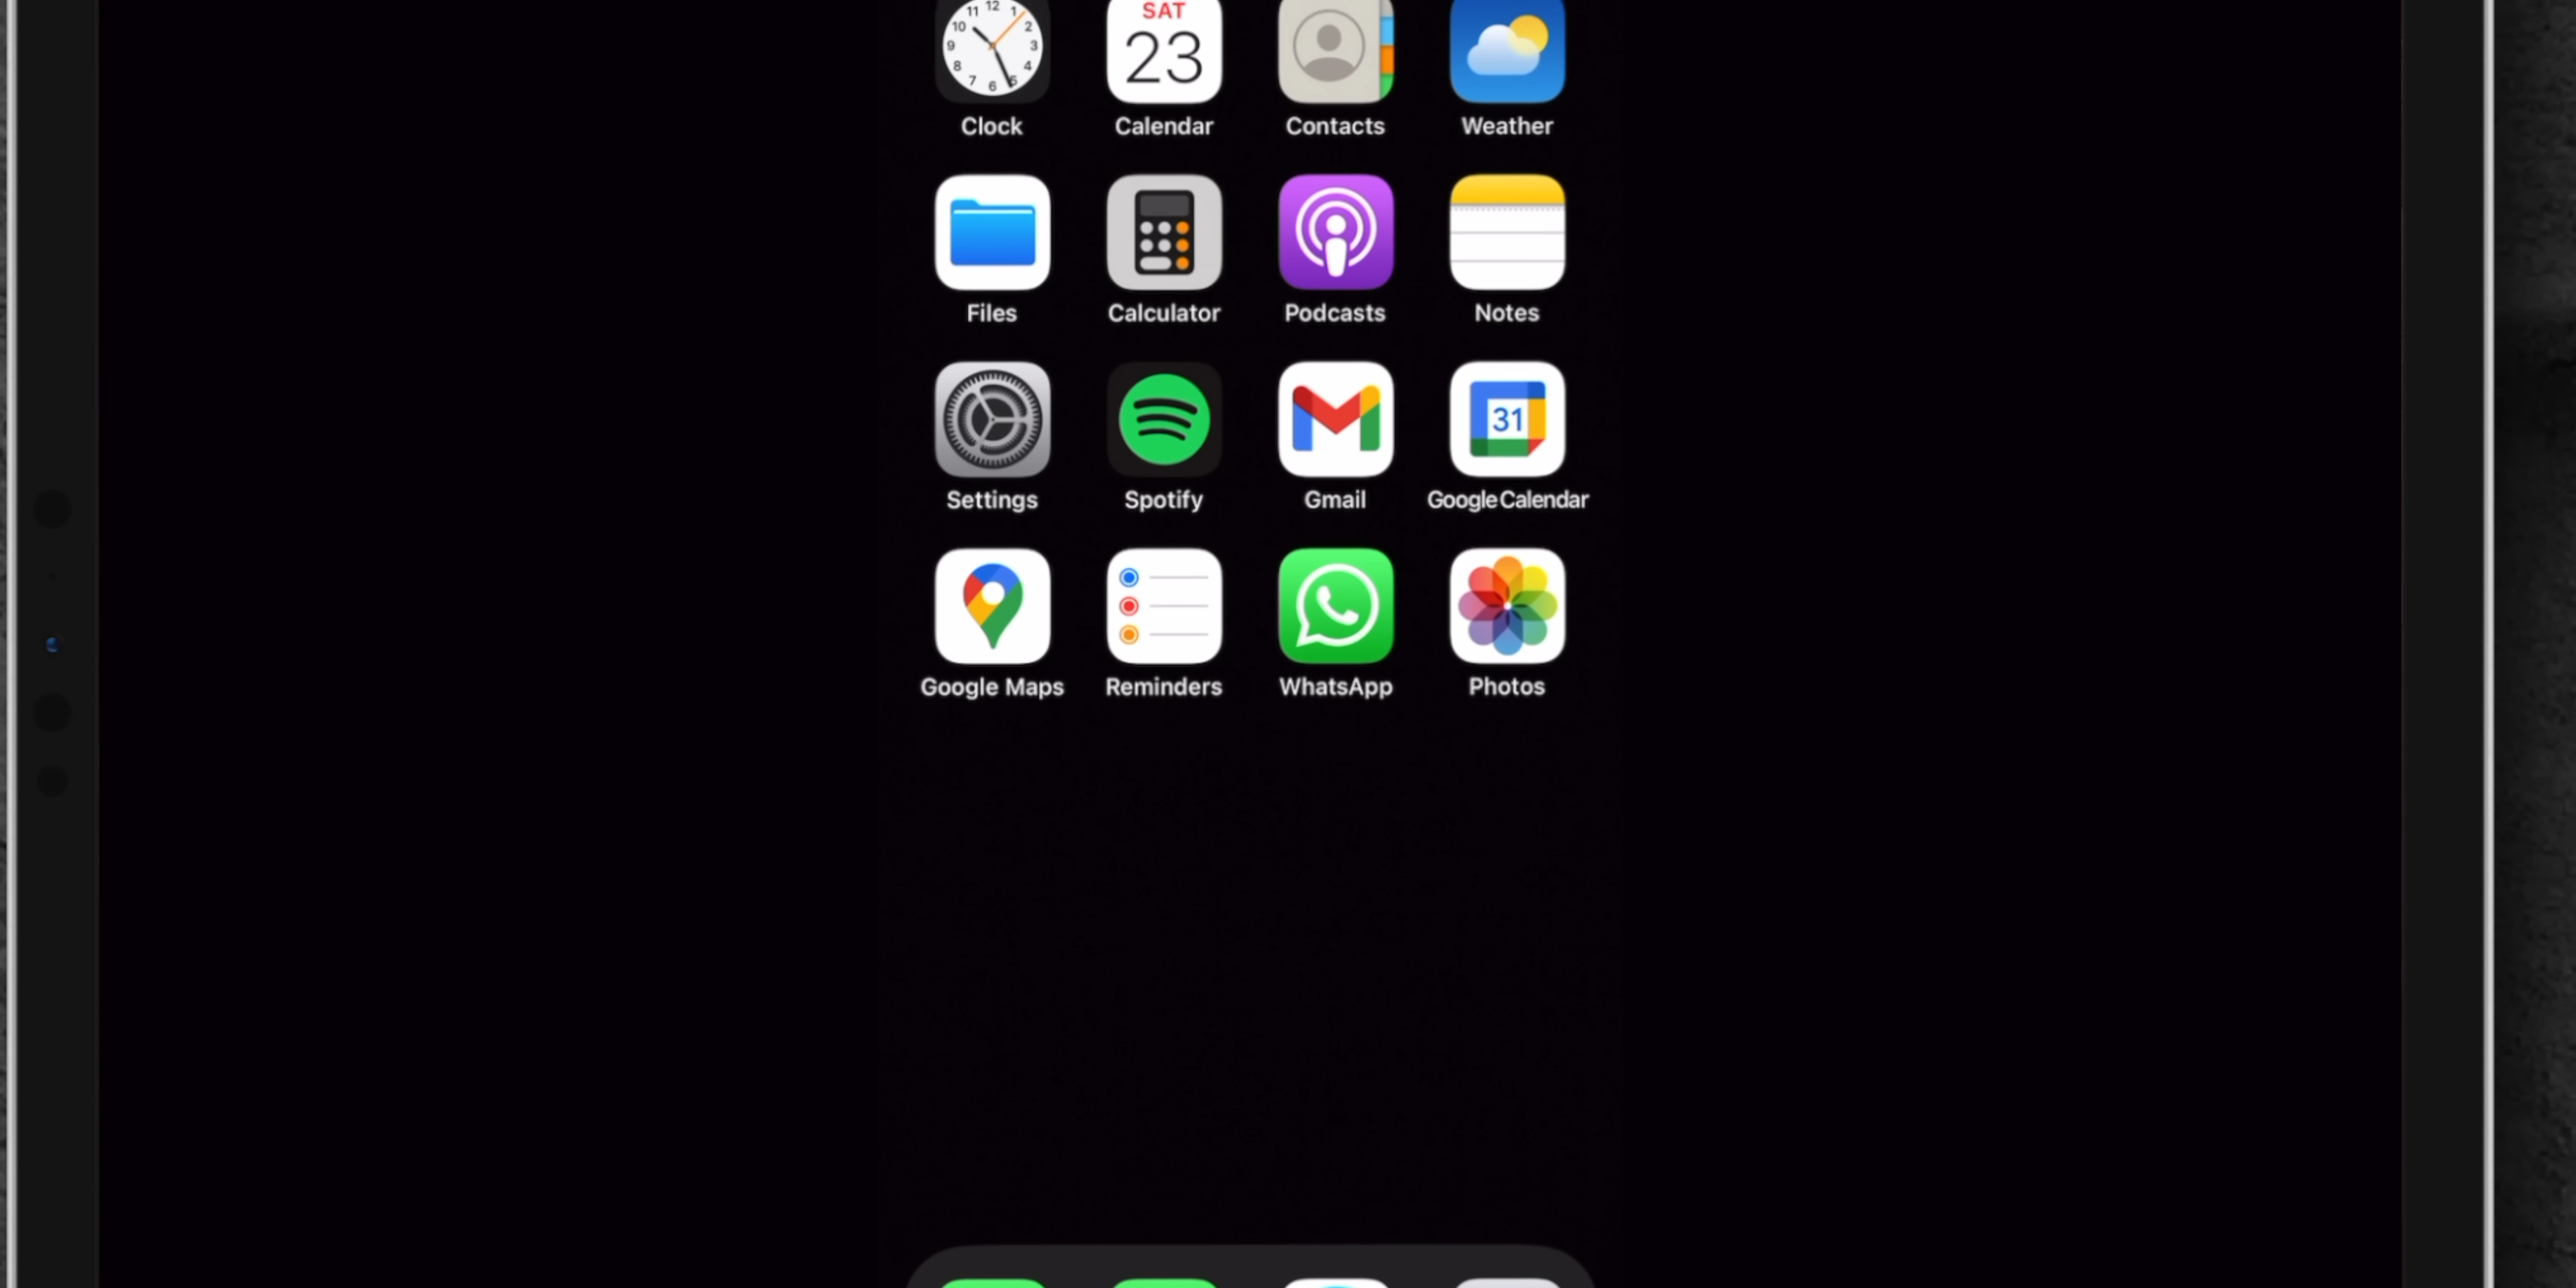 12
11 1
10 2
9 3
8 4
7 5
6
SAT
23
Clock Calendar Contacts Weather
Files Calculator Podcasts Notes
31
Settings Spotify Gmail Google Calendar
Google Maps Reminders WhatsApp Photos